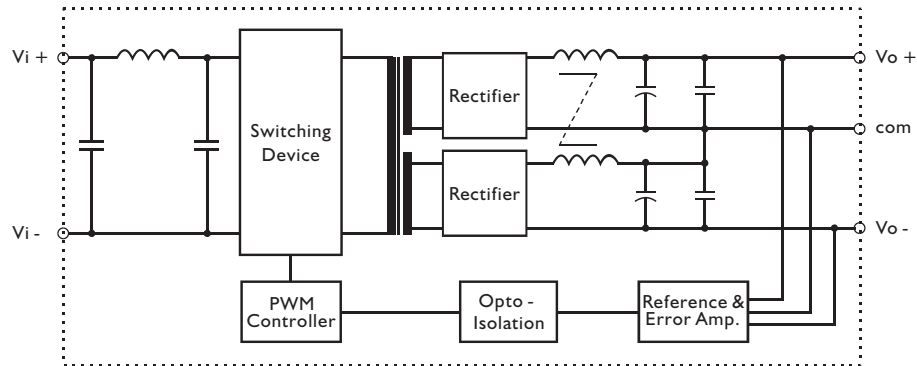 Vi +
Vo +
Rectifier
Switching
Device
com
Rectifier
Vi -
Vo -
PWM
Controller
Opto -
Isolation
Reference &
Error Amp.